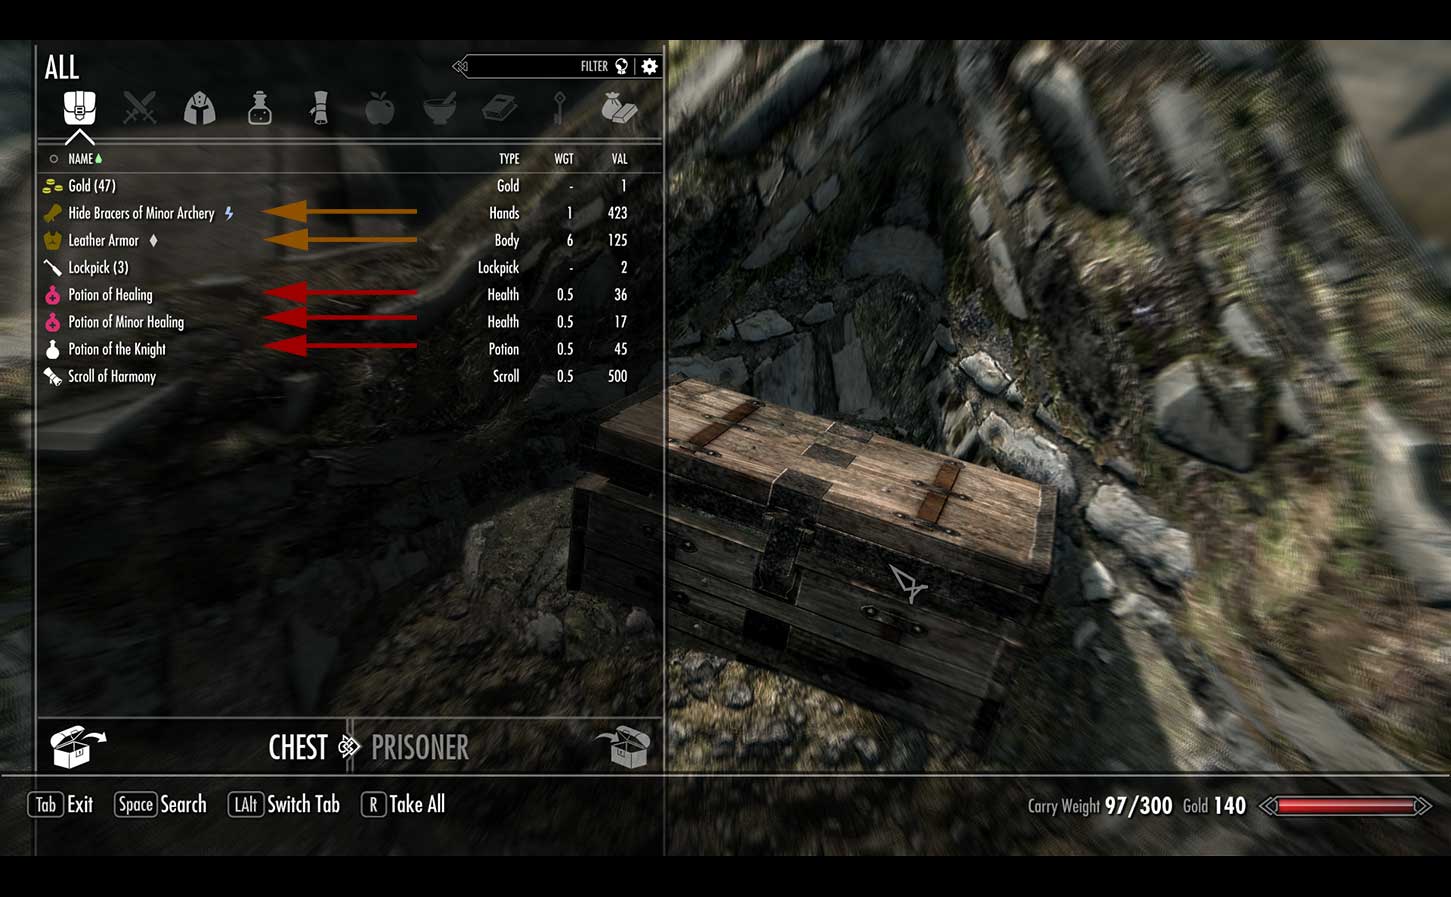 ALL
FILTER
NAME TYPE WGT VAL
Gold (47) Gold - 1
Hide Bracers of Minor Archery Hands 1 423
Leather Armor Body 6 125
Lockpick (3) Lockpick - 2
Potion of Healing Health 0.5 36
Potion of Minor Healing Health 0.5 17
Potion of the Knight Potion 0.5 45
Scroll of Harmony Scroll 0.5 500
CHEST PRISONER
Tab Exit Space Search LAlt Switch Tab R Take All Carry Weight 97/300 Gold 140